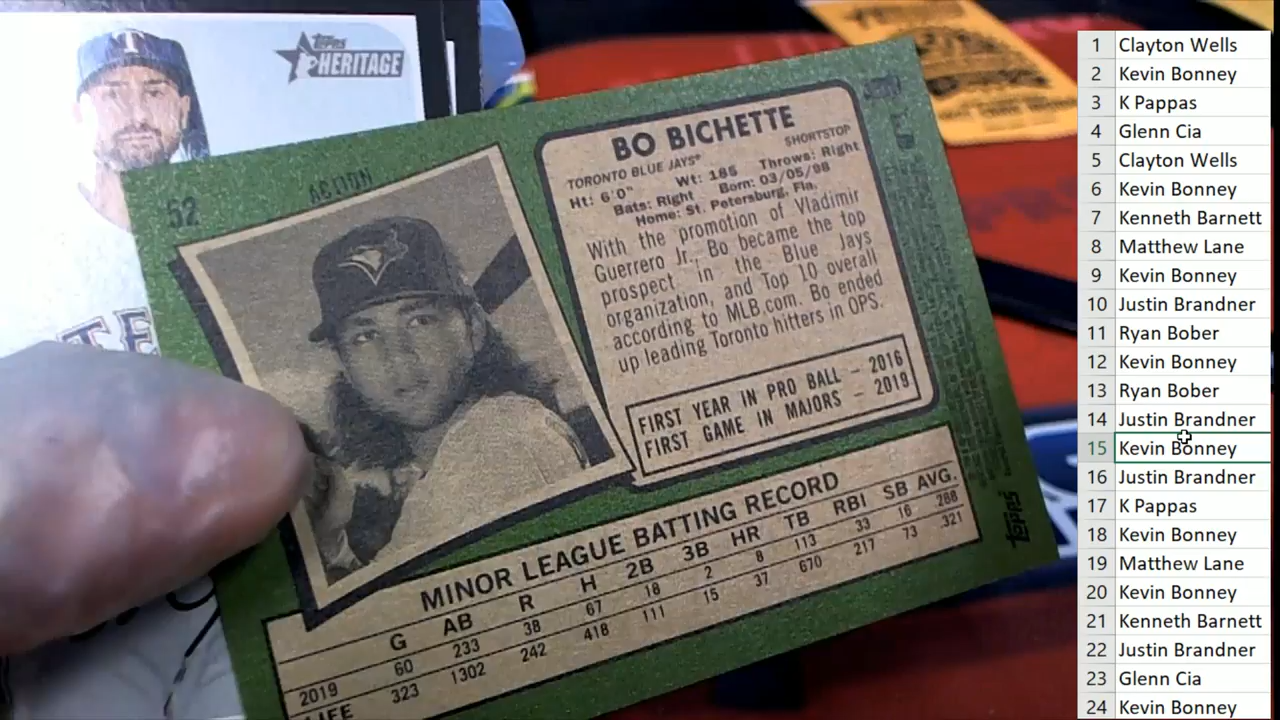 TOPPS
HERITAGE
52
ACTION
BO BICHETTE
TORONTO BLUE JAYS® SHORTSTOP
Ht: 6'0" Wt: 185 Throws: Right
Bats: Right Born: 03/05/98
Home: St. Petersburg, Fla.
With the promotion of Vladimir
Guerrero Jr., Bo became the top
prospect in the Blue Jays
organization, and Top 10 overall
according to MLB.com. Bo ended
up leading Toronto hitters in OPS.
FIRST YEAR IN PRO BALL – 2016
FIRST GAME IN MAJORS – 2019
MINOR LEAGUE BATTING RECORD
G AB R H 2B 3B HR TB RBI SB AVG.
2019 60 233 38 67 18 2 8 113 33 16 .288
LIFE 323 1302 242 418 111 15 37 670 217 73 .321
TOPPS
1 Clayton Wells
2 Kevin Bonney
3 K Pappas
4 Glenn Cia
5 Clayton Wells
6 Kevin Bonney
7 Kenneth Barnett
8 Matthew Lane
9 Kevin Bonney
10 Justin Brandner
11 Ryan Bober
12 Kevin Bonney
13 Ryan Bober
14 Justin Brandner
15 Kevin Bonney
16 Justin Brandner
17 K Pappas
18 Kevin Bonney
19 Matthew Lane
20 Kevin Bonney
21 Kenneth Barnett
22 Justin Brandner
23 Glenn Cia
24 Kevin Bonney